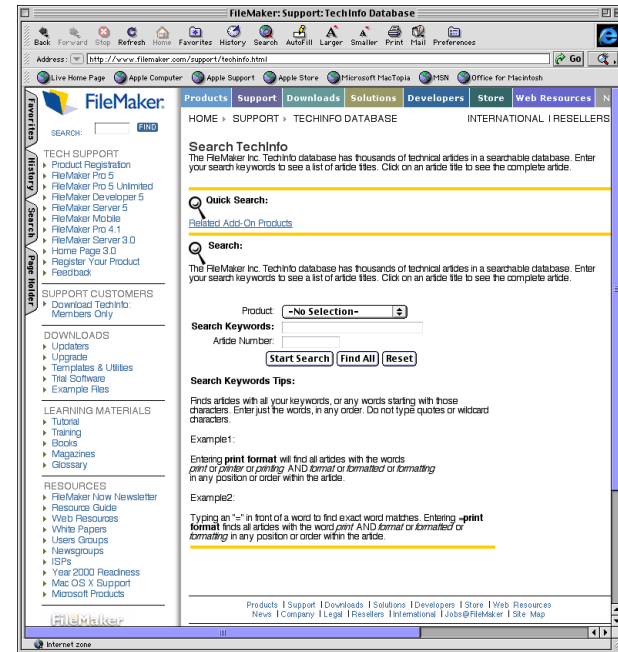 FileMaker: Support: TechInfo Database
Back Forward Stop Refresh Home Favorites History Search AutoFill Larger Smaller Print Mail Preferences
Address: http://www.filemaker.com/support/techinfo.html Go
Live Home Page Apple Computer Apple Support Apple Store Microsoft MacTopia MSN Office for Macintosh
Favorites
History
Search
Page Holder
FileMaker.
SEARCH: FIND
TECH SUPPORT
Product Registration
FileMaker Pro 5
FileMaker Pro 5 Unlimited
FileMaker Developer 5
FileMaker Server 5
FileMaker Mobile
FileMaker Pro 4.1
FileMaker Server 3.0
Home Page 3.0
Register Your Product
Feedback
SUPPORT CUSTOMERS
Download TechInfo:
Members Only
DOWNLOADS
Updaters
Upgrade
Templates & Utilities
Trial Software
Example Files
LEARNING MATERIALS
Tutorial
Training
Books
Magazines
Glossary
RESOURCES
FileMaker Now Newsletter
Resource Guide
Web Resources
White Papers
Users Groups
Newsgroups
ISPs
Year 2000 Readiness
Mac OS X Support
Microsoft Products
FileMaker
Products Support Downloads Solutions Developers Store Web Resources N
HOME SUPPORT TECHINFO DATABASE INTERNATIONAL | RESELLERS
Search TechInfo
The FileMaker Inc. TechInfo database has thousands of technical articles in a searchable database. Enter
your search keywords to see a list of article titles. Click on an article title to see the complete article.
Quick Search:
Related Add-On Products
Search:
The FileMaker Inc. TechInfo database has thousands of technical articles in a searchable database. Enter
your search keywords to see a list of article titles. Click on an article title to see the complete article.
Product: -No Selection-
Search Keywords:
Article Number:
Start Search Find All Reset
Search Keywords Tips:
Finds articles with all your keywords, or any words starting with those
characters. Enter just the words, in any order. Do not type quotes or wildcard
characters.
Example1:
Entering print format will find all articles with the words
print or printer or printing AND format or formatted or formatting
in any position or order within the article.
Example2:
Typing an "=" in front of a word to find exact word matches. Entering =print
format finds all articles with the word print AND format or formatted or
formatting in any position or order within the article.
Products | Support | Downloads | Solutions | Developers | Store | Web Resources
News | Company | Legal | Resellers | International | Jobs@FileMaker | Site Map
Internet zone